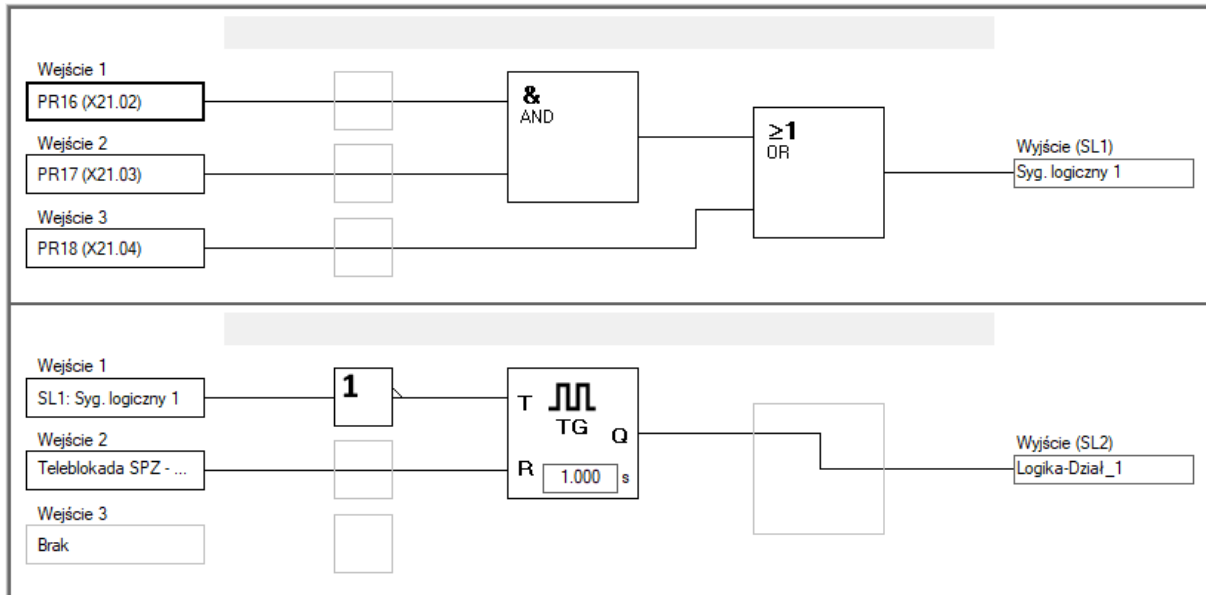 Wejście 1
PR16 (X21.02)
Wejście 2
PR17 (X21.03)
Wejście 3
PR18 (X21.04)
&
AND
≥1
OR
Wyjście (SL1)
Syg. logiczny 1
Wejście 1
SL1: Syg. logiczny 1
Wejście 2
Teleblokada SPZ - ...
Wejście 3
Brak
1
T
TG
Q
R
1.000 s
Wyjście (SL2)
Logika-Dział_1